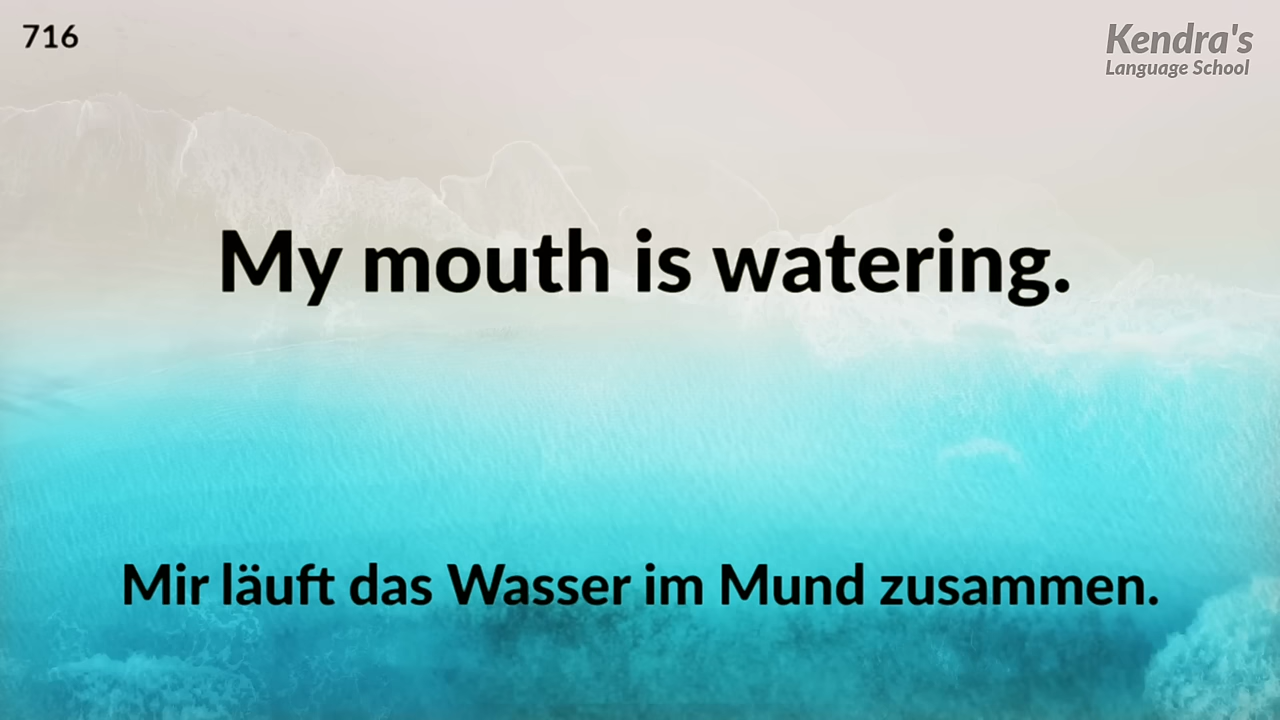 716
Kendra's
Language School
My mouth is watering.
Mir läuft das Wasser im Mund zusammen.